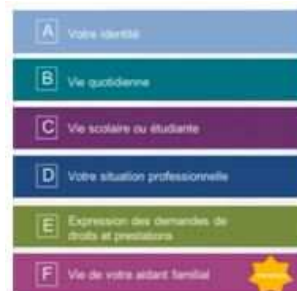 A Votre identité
B Vie quotidienne
C Vie scolaire ou étudiante
D Votre situation professionnelle
E Expression des demandes de
droits et prestations
F Vie de votre aidant familial